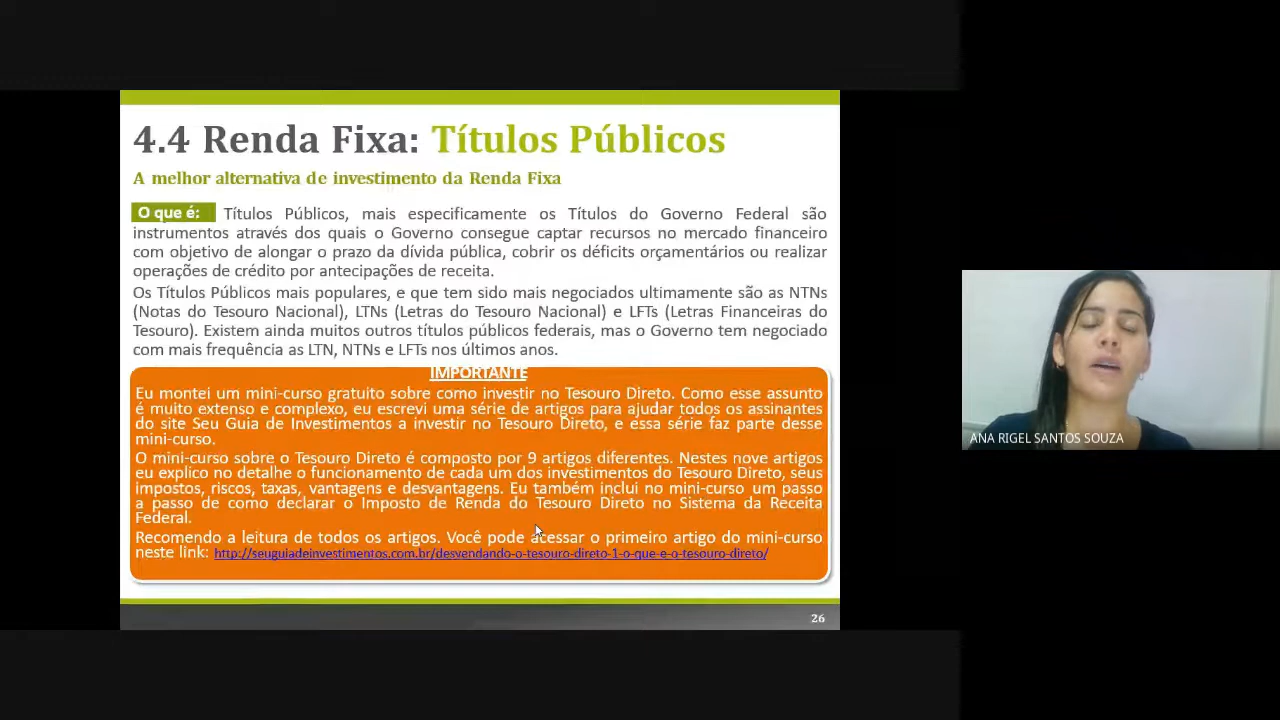 4.4 Renda Fixa: Títulos Públicos
A melhor alternativa de investimento da Renda Fixa
O que é: Títulos Públicos, mais especificamente os Títulos do Governo Federal são
instrumentos através dos quais o Governo consegue captar recursos no mercado financeiro
com objetivo de alongar o prazo da dívida pública, cobrir os déficits orçamentários ou realizar
operações de crédito por antecipações de receita.
Os Títulos Públicos mais populares, e que tem sido mais negociados ultimamente são as NTNs
(Notas do Tesouro Nacional), LTNs (Letras do Tesouro Nacional) e LFTs (Letras Financeiras do
Tesouro). Existem ainda muitos outros títulos públicos federais, mas o Governo tem negociado
com mais frequência as LTN, NTNs e LFTs nos últimos anos.
IMPORTANTE
Eu montei um mini-curso gratuito sobre como investir no Tesouro Direto. Como esse assunto
é muito extenso e complexo, eu escrevi uma série de artigos para ajudar todos os assinantes
do site Seu Guia de Investimentos a investir no Tesouro Direto, e essa série faz parte desse
mini-curso.
O mini-curso sobre o Tesouro Direto é composto por 9 artigos diferentes. Nestes nove artigos
eu explico no detalhe o funcionamento de cada um dos investimentos do Tesouro Direto, seus
impostos, riscos, taxas, vantagens e desvantagens. Eu também inclui no mini-curso um passo
a passo de como declarar o Imposto de Renda do Tesouro Direto no Sistema da Receita
Federal.
Recomendo a leitura de todos os artigos. Você pode acessar o primeiro artigo do mini-curso
neste link: http://seuguiadeinvestimentos.com.br/desvendando-o-tesouro-direto-1-o-que-e-o-tesouro-direto/
26
ANA RIGEL SANTOS SOUZA